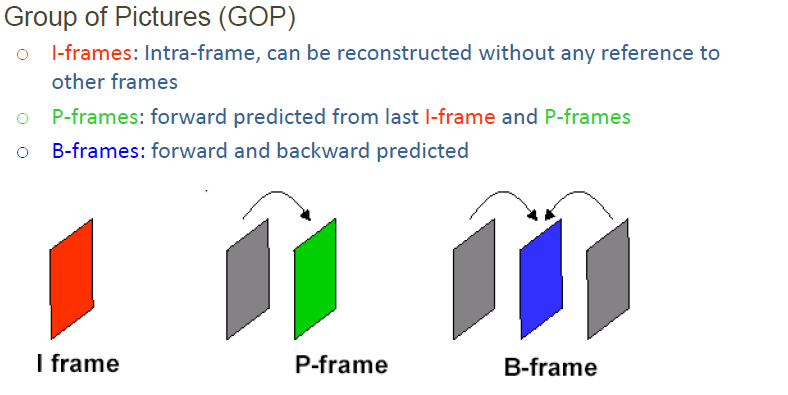 Group of Pictures (GOP)
○ I-frames: Intra-frame, can be reconstructed without any reference to
other frames
○ P-frames: forward predicted from last I-frame and P-frames
○ B-frames: forward and backward predicted
I frame
P-frame
B-frame